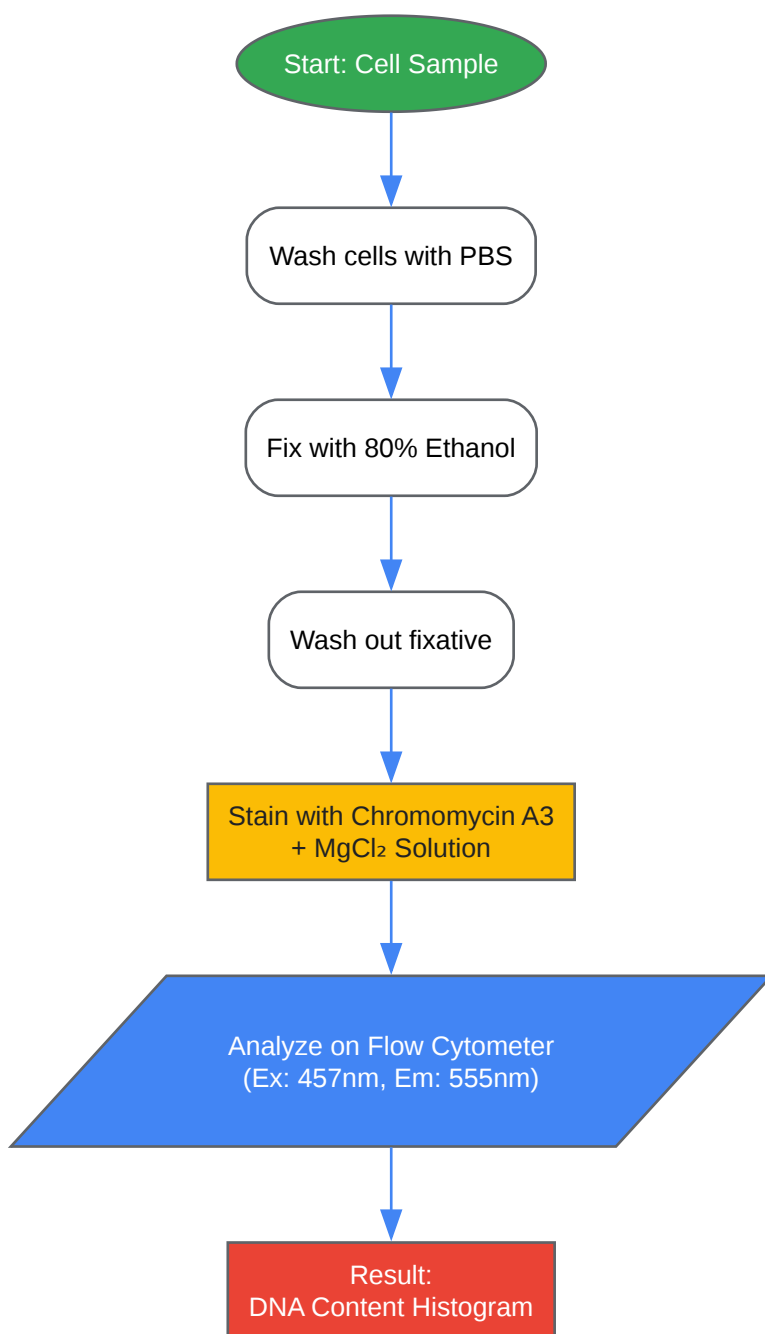 Start: Cell Sample
Wash cells with PBS
Fix with 80% Ethanol
Wash out fixative
Stain with Chromomycin A3
+ MgCl₂ Solution
Analyze on Flow Cytometer
(Ex: 457nm, Em: 555nm)
Result:
DNA Content Histogram